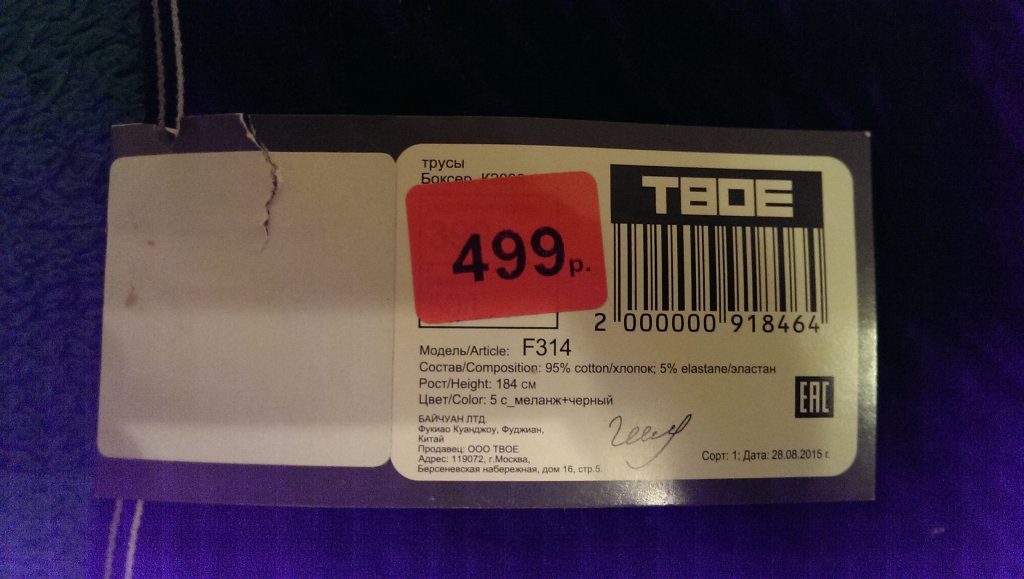 трусы
Боксер
499р.
ТВОЕ
2 000000 918464
Модель/Article: F314
Состав/Composition: 95% cotton/хлопок; 5% elastane/эластан
Рост/Height: 184 см
Цвет/Color: 5 с_меланж+черный
БАЙЧУАН ЛТД.
Фукиао Куанджоу, Фуджиан,
Китай
Продавец: ООО ТВОЕ
Адрес: 119072, г.Москва,
Берсеневская набережная, дом 16, стр.5.
EAC
Сорт: 1; Дата: 28.08.2015 г.